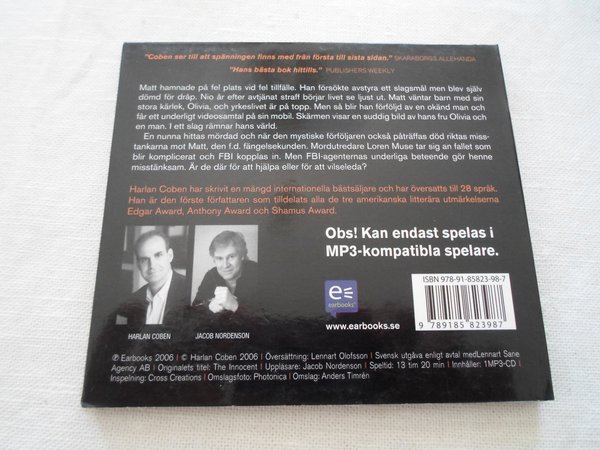 "Coben ser till att spänningen finns med från första till sista sidan." SKARABORGS ALLEHANDA
"Hans bästa bok hittills." PUBLISHERS WEEKLY
Matt hamnade på fel plats vid fel tillfälle. Han försökte avstyra ett slagsmål men blev själv
dömd för dråp. Nio år efter avtjänat straff börjar livet se ljust ut. Matt väntar barn med sin
stora kärlek, Olivia, och yrkeslivet är på topp. Men så blir han förföljd av en okänd man och
får ett underligt videosamtal på sin mobil. Skärmen visar en suddig bild av hans fru Olivia och
en man. I ett slag rämnar hans värld.
En nunna hittas mördad och när den mystiske förföljaren också påträffas död riktas miss-
tankarna mot Matt, den f.d. fängelsekunden. Mordutredare Loren Muse tar sig an fallet som
blir komplicerat och FBI kopplas in. Men FBI-agenternas underliga beteende gör henne
misstänksam. Är de där för att hjälpa eller för att vilseleda?
Harlan Coben har skrivit en mängd internationella bästsäljare och har översatts till 28 språk.
Han är den förste författaren som tilldelats alla de tre amerikanska litterära utmärkelserna
Edgar Award, Anthony Award och Shamus Award.
Obs! Kan endast spelas i
MP3-kompatibla spelare.
HARLAN COBEN
JACOB NORDENSON
e
earbooks
www.earbooks.se
ISBN 978-91-85823-98-7
9 789185 823987
℗ Earbooks 2006 | © Harlan Coben 2006 | Översättning: Lennart Olofsson | Svensk utgåva enligt avtal medLennart Sane
Agency AB | Originalets titel: The Innocent | Uppläsare: Jacob Nordenson | Speltid: 13 tim 20 min | Innhåller: 1MP3-CD |
Inspelning: Cross Creations | Omslagsfoto: Photonica | Omslag: Anders Timrén